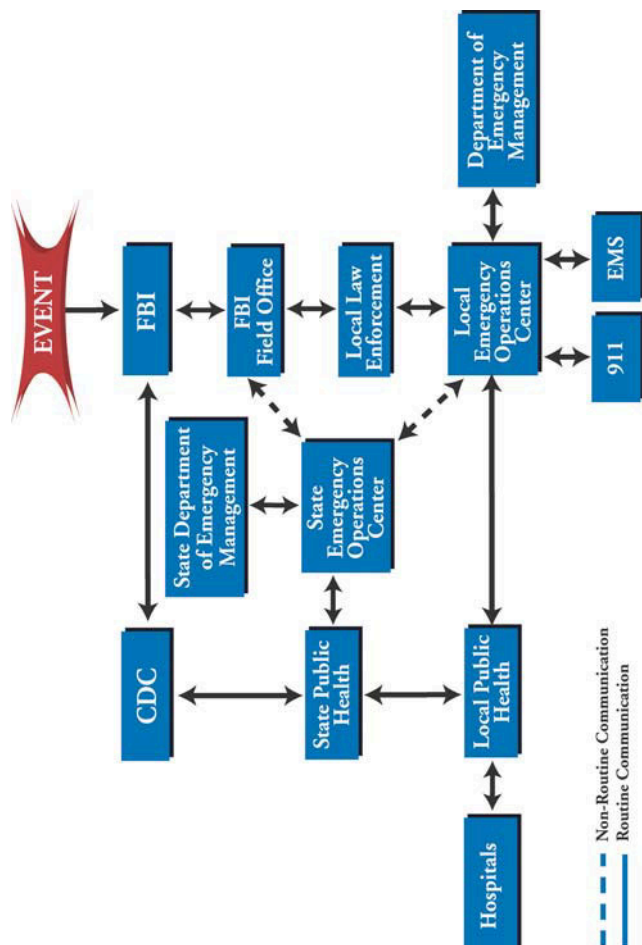 EVENT
CDC
FBI
State Department
of Emergency
Management
FBI
Field Office
State Public
Health
State
Emergency
Operations
Center
Local Law
Enforcement
Hospitals
Local Public
Health
Local
Emergency
Operations
Center
Department of
Emergency
Management
911
EMS
Non-Routine Communication
Routine Communication